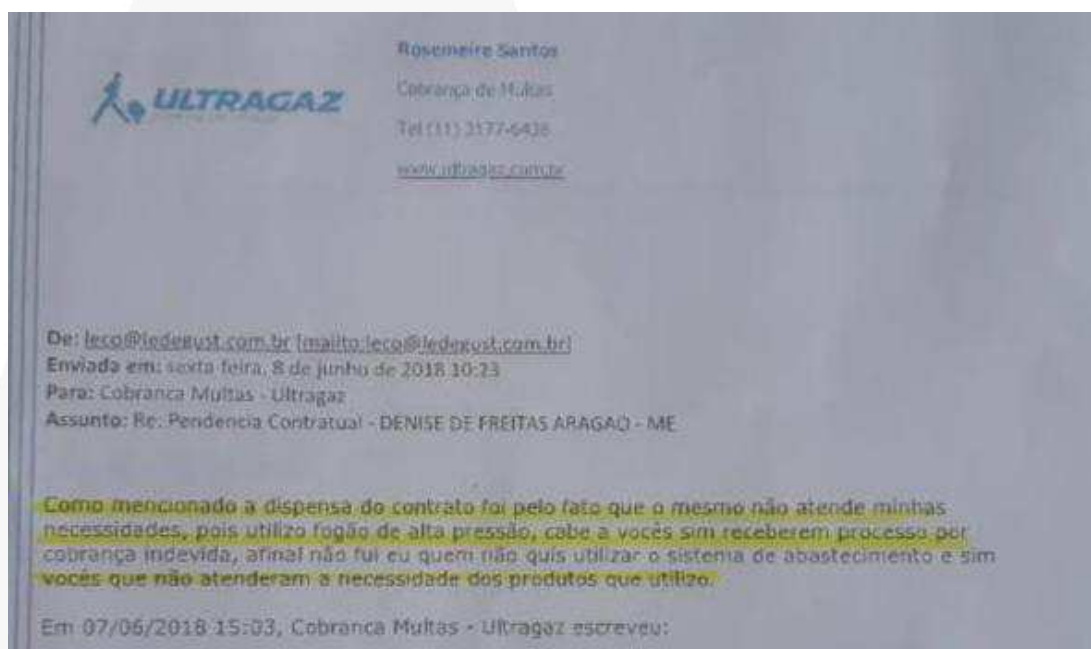 Rosemeire Santos
ULTRAGAZ
Cobrança de Multas
Tel (11) 3177-6436
www.ultragaz.com.br
De: leco@ledegust.com.br [mailto:leco@ledegust.com.br]
Enviada em: sexta-feira, 8 de junho de 2018 10:23
Para: Cobranca Multas - Ultragaz
Assunto: Re: Pendencia Contratual - DENISE DE FREITAS ARAGAO - ME
Como mencionado a dispensa do contrato foi pelo fato que o mesmo não atende minhas
necessidades, pois utilizo fogão de alta pressão, cabe a vocês sim receberem processo por
cobrança indevida, afinal não fui eu quem não quis utilizar o sistema de abastecimento e sim
vocês que não atenderam a necessidade dos produtos que utilizo.
Em 07/06/2018 15:03, Cobranca Multas - Ultragaz escreveu: